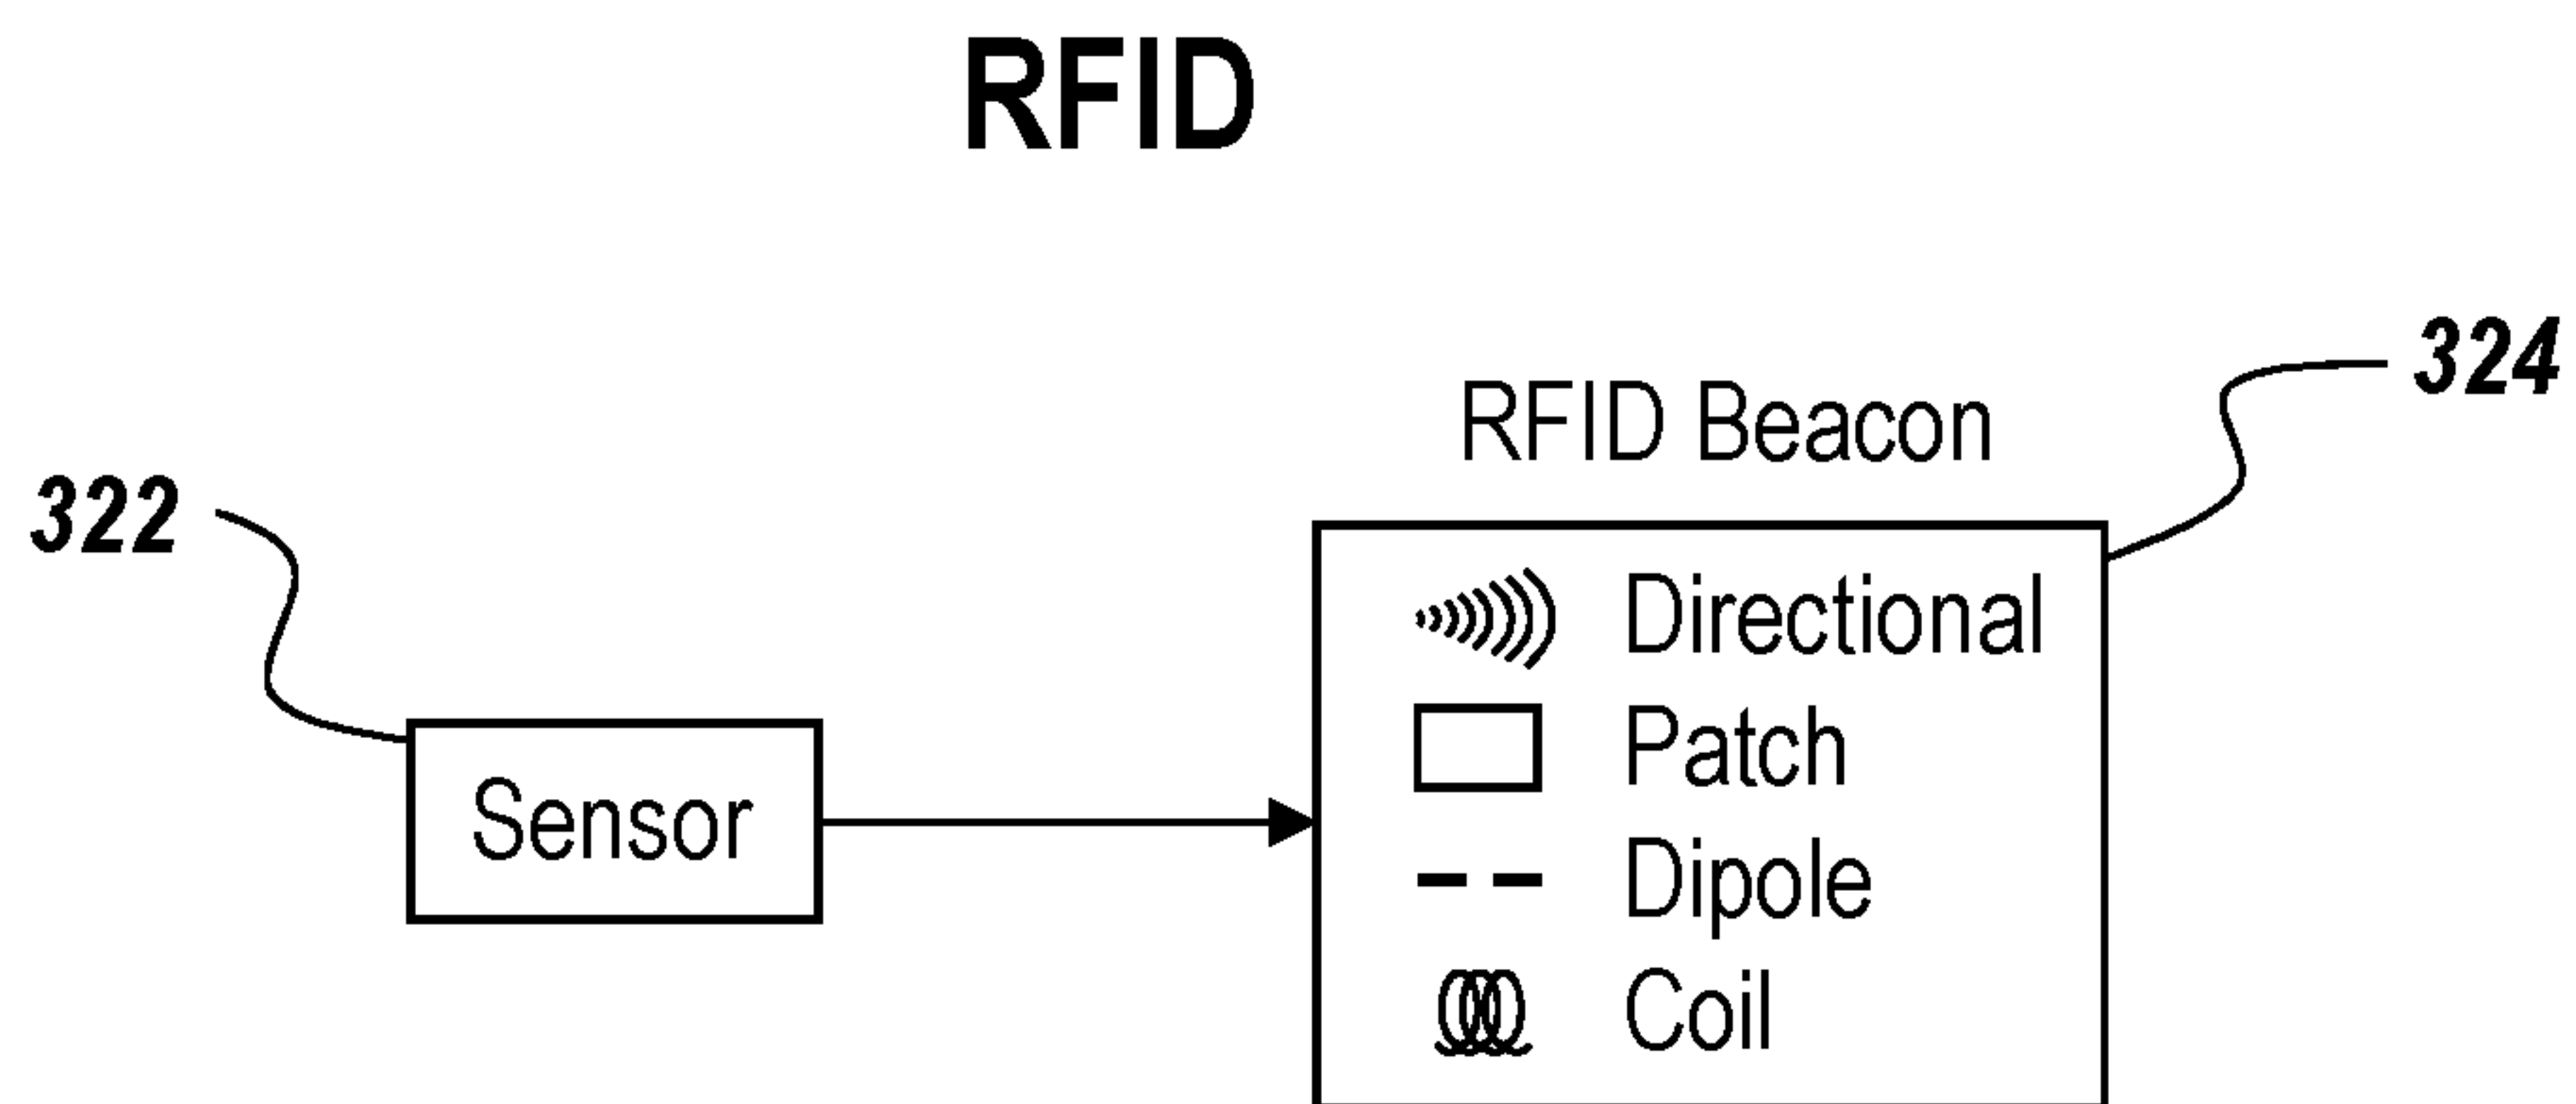 RFID
324
RFID Beacon
322
Directional
Patch
Sensor
Dipole
Coil